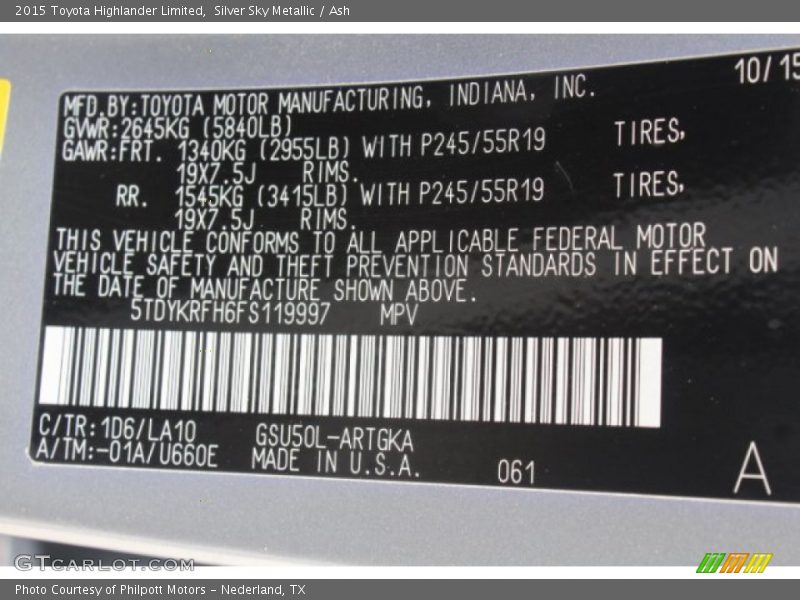 2015 Toyota Highlander Limited, Silver Sky Metallic / Ash
10/15
MFD.BY:TOYOTA MOTOR MANUFACTURING, INDIANA, INC.
GVWR:2645KG (5840LB)
GAWR:FRT. 1340KG (2955LB) WITH P245/55R19 TIRES,
19X7.5J RIMS.
RR. 1545KG (3415LB) WITH P245/55R19 TIRES,
19X7.5J RIMS.
THIS VEHICLE CONFORMS TO ALL APPLICABLE FEDERAL MOTOR
VEHICLE SAFETY AND THEFT PREVENTION STANDARDS IN EFFECT ON
THE DATE OF MANUFACTURE SHOWN ABOVE.
5TDYKRFH6FS119997 MPV
C/TR:1D6/LA10 GSU50L-ARTGKA
A/TM:-01A/U660E MADE IN U.S.A. 061
A
GTCARLOT.COM
Photo Courtesy of Philpott Motors - Nederland, TX